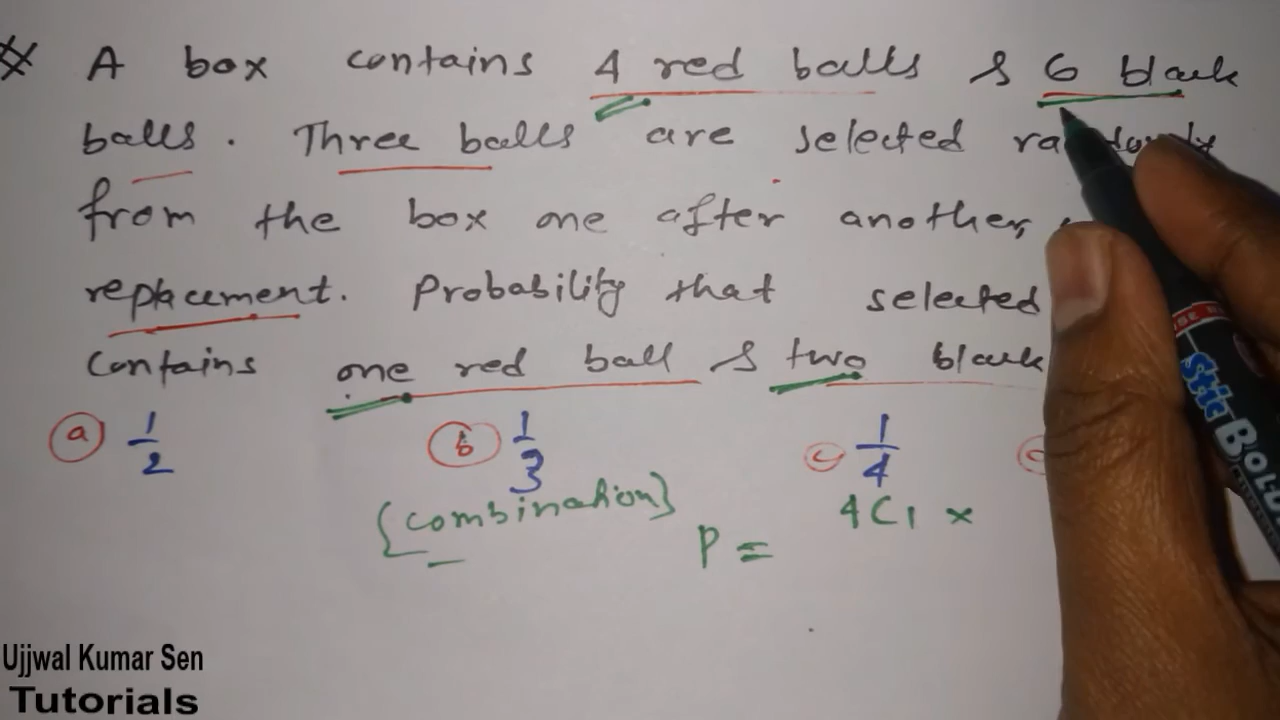 A box contains 4 red balls & 6 black
balls. Three balls are selected
from the box one after another,
replacement. Probability that selected
contains one red ball & two black
(a) 1/2 (b) 1/3 (c) 1/4
{combination}
P = 4C1 ×
Stic BOLD
Ujjwal Kumar Sen
Tutorials